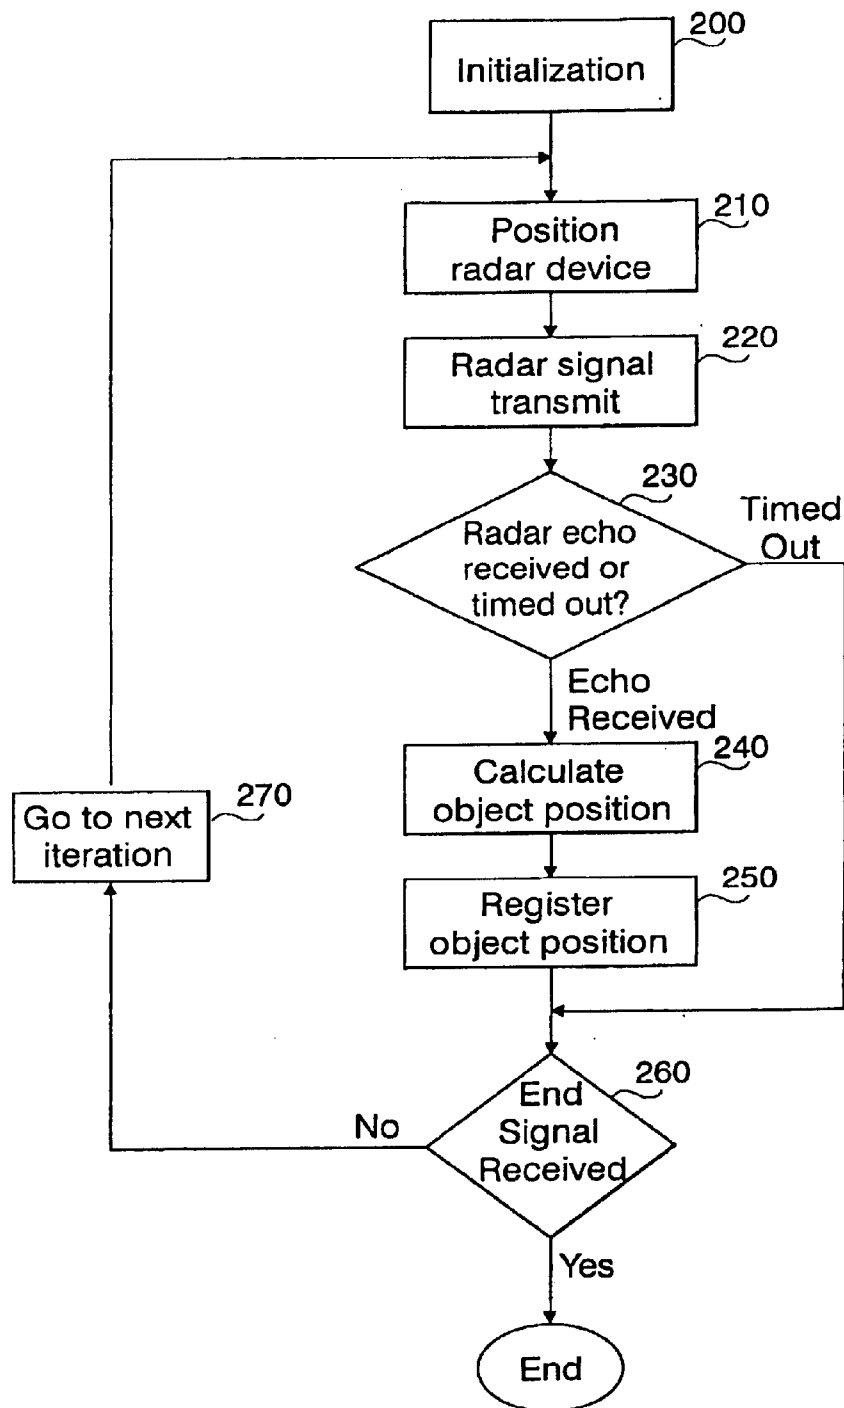 200
Initialization
210
Position
radar device
220
Radar signal
transmit
230
Timed
Out
Radar echo
received or
timed out?
Echo
Received
240
Calculate
object position
270
Go to next
iteration
250
Register
object position
260
End
Signal
Received
No
Yes
End